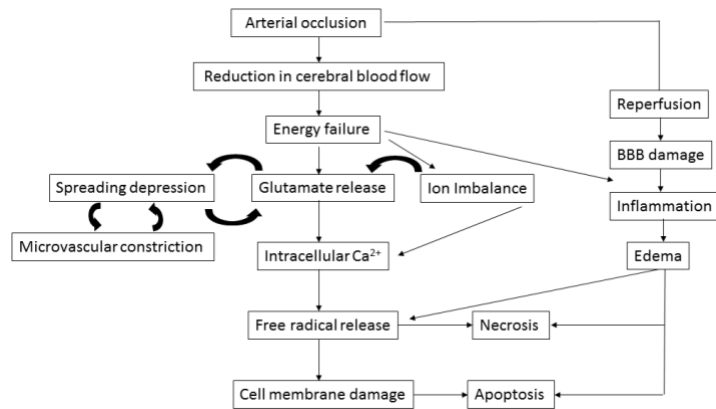 Arterial occlusion
Reduction in cerebral blood flow
Reperfusion
Energy failure
BBB damage
Spreading depression
Glutamate release
Ion Imbalance
Inflammation
Microvascular constriction
Intracellular Ca²⁺
Edema
Free radical release
Necrosis
Cell membrane damage
Apoptosis